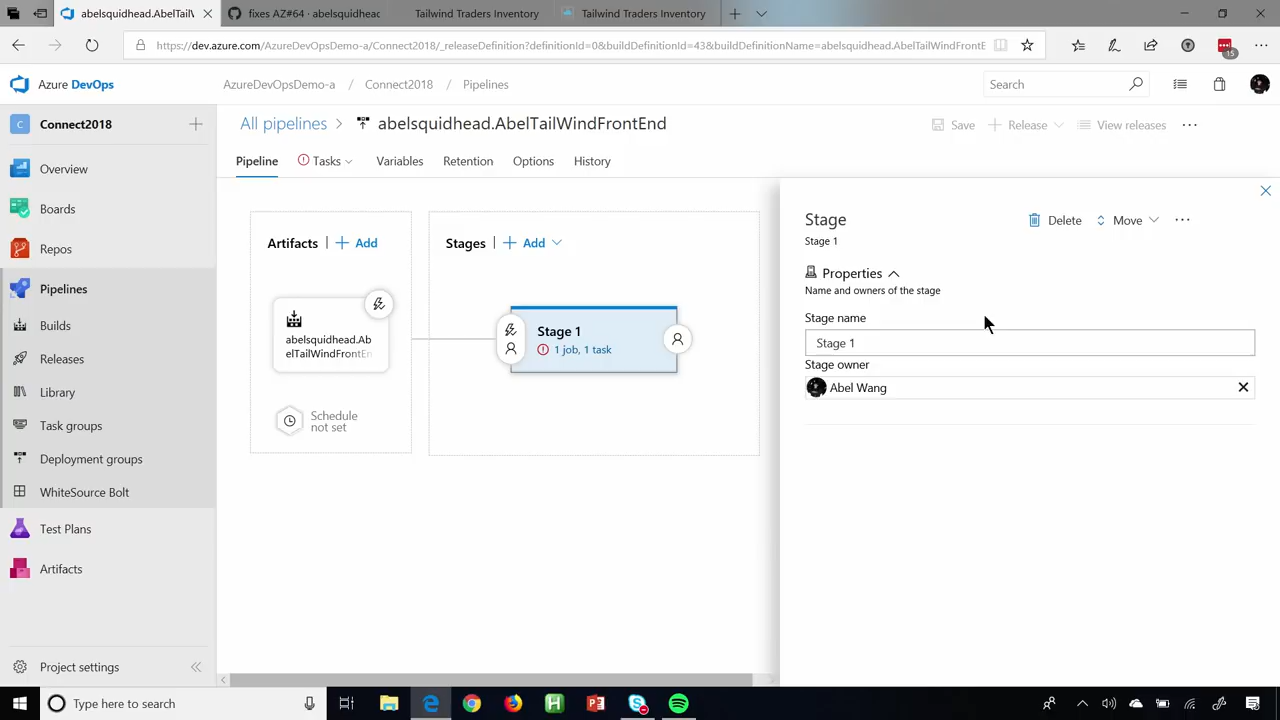 abelsquidhead.AbelTailW
fixes AZ#64 · abelsquidhead
Tailwind Traders Inventory
Tailwind Traders Inventory
https://dev.azure.com/AzureDevOpsDemo-a/Connect2018/_releaseDefinition?definitionId=0&buildDefinitionId=43&buildDefinitionName=abelsquidhead.AbelTailWindfrontE
15
Azure DevOps
AzureDevOpsDemo-a / Connect2018 / Pipelines
Search
C
Connect2018
All pipelines > abelsquidhead.AbelTailWindFrontEnd
Save
Release
View releases
Overview
Boards
Repos
Pipelines
Builds
Releases
Library
Task groups
Deployment groups
WhiteSource Bolt
Test Plans
Artifacts
Project settings
Pipeline
Tasks
Variables
Retention
Options
History
Artifacts | + Add
abelsquidhead.Ab
elTailWindFrontEn
Schedule
not set
Stages | + Add
Stage 1
1 job, 1 task
Stage
Stage 1
Delete
Move
Properties
Name and owners of the stage
Stage name
Stage 1
Stage owner
Abel Wang
Type here to search